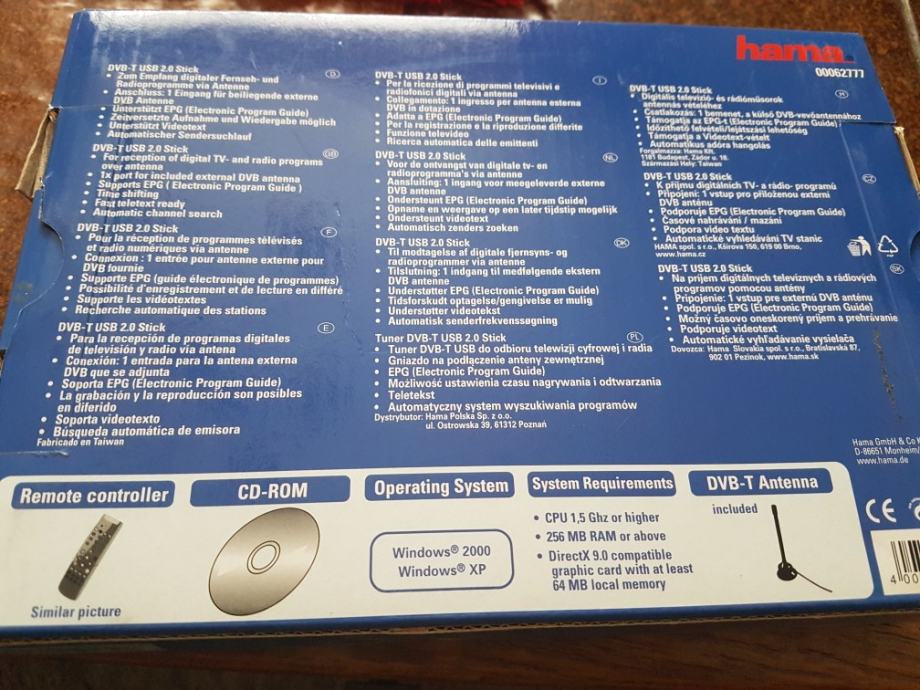 hama
00062777
DVB-T USB 2.0 Stick
D
• Zum Empfang digitaler Fernseh- und
Radioprogramme via Antenne
• Anschluss: 1 Eingang für beiliegende externe
DVB Antenne
• Unterstützt EPG (Electronic Program Guide)
• Zeitversetzte Aufnahme und Wiedergabe möglich
• Unterstürzt Videotext
• Automatischer Sendersuchlauf
DVB-T USB 2.0 Stick
GB
• For reception of digital TV- and radio programs
over antenna
• 1x port for included external DVB antenna
• Supports EPG ( Electronic Program Guide )
• Time shifting
• Fast teletext ready
• Automatic channel search
DVB-T USB 2.0 Stick
F
• Pour la réception de programmes télévisés
et radio numériques via antenne
• Connexion : 1 entrée pour antenne externe pour
DVB fournie
• Supporte EPG (guide électronique de programmes)
• Possibilité d'enregistrement et de lecture en différé
• Supporte les vidéotextes
• Recherche automatique des stations
DVB-T USB 2.0 Stick
E
• Para la recepción de programas digitales
de televisión y radio via antena
• Conexión: 1 entrada para la antena externa
DVB que se adjunta
• Soporta EPG (Electronic Program Guide)
• La grabación y la reproducción son posibles
en diferido
• Soporta videotexto
• Búsqueda automática de emisora
Fabricado en Taiwan
DVB-T USB 2.0 Stick
I
• Per la ricezione di programmi televisivi e
radiofonici digitali via antenna
• Collegamento: 1 ingresso per antenna esterna
DVB in dotazione
• Adatta a EPG (Electronic Program Guide)
• Per la registrazione e la riproduzione differite
• Funzione televideo
• Ricerca automatica delle emittenti
DVB-T USB 2.0 Stick
NL
• Voor de ontvangst van digitale tv- en
radioprogramma's via antenne
• Aansluiting: 1 ingang voor meegeleverde externe
DVB antenne
• Ondersteunt EPG (Electronic Program Guide)
• Opname en weergave op een later tijdstip mogelijk
• Ondersteunt videotext
• Automatisch zenders zoeken
DVB-T USB 2.0 Stick
DK
• Til modtagelse af digitale fjernsyns- og
radioprogrammer via antenne
• Tilslutning: 1 indgang til medfølgende ekstern
DVB antenne
• Understøtter EPG (Electronic Program Guide)
• Tidsforskudt optagelse/gengivelse er mulig
• Understøtter videotekst
• Automatisk senderfrekvenssøgning
Tuner DVB-T USB 2.0 Stick
PL
• Tuner DVB-T USB do odbioru telewizji cyfrowej i radia
• Gniazdo na podłączenie anteny zewnętrznej
• EPG (Electronic Program Guide)
• Możliwość ustawienia czasu nagrywania i odtwarzania
• Teletekst
• Automatyczny system wyszukiwania programów
Dystrybutor: Hama Polska Sp. z o.o.
ul. Ostrowska 39, 61312 Poznań
DVB-T USB 2.0 Stick
H
• Digitális televízió- és rádióműsorok
antennás vételéhez
• Csatlakozás: 1 bemenet, a külső DVB-vevőantennához
• Támogatja az EPG-t (Electronic Program Guide)
• Időzíthető felvételi/lejátszási lehetőség
• Támogatja a Videotext-vételt
• Automatikus adóra hangolás
Forgalmazza: Hama Kft.
1181 Budapest, Zádor u. 18.
Származási Hely: Taiwan
DVB-T USB 2.0 Stick
CZ
• K příjmu digitálních TV- a rádio- programů
• Připojení: 1 vstup pro přiloženou externí
DVB anténu
• Podporuje EPG (Electronic Program Guide)
• Časové nahrávání / mazání
• Podpora video textu
• Automatické vyhledávání TV stanic
HAMA spol. s r.o., Kšírova 150, 619 00 Brno,
www.hama.cz
DVB-T USB 2.0 Stick
SK
• Na príjem digitálnych televíznych a rádiových
programov pomocou antény
• Pripojenie: 1 vstup pre externú DVB anténu
• Podporuje EPG (Electronic Program Guide)
• Možný časovo oneskorený príjem a prehrávanie
• Podporuje videotext
• Automatické vyhľadávanie vysielača
Dovozca: Hama Slovakia spol. s r.o., Bratislavská 87,
902 01 Pezinok, www.hama.sk
Hama GmbH & Co K
D-86651 Monheim/
www.hama.de
Remote controller
Similar picture
CD-ROM
Operating System
Windows® 2000
Windows® XP
System Requirements
• CPU 1,5 Ghz or higher
• 256 MB RAM or above
• DirectX 9.0 compatible
graphic card with at least
64 MB local memory
DVB-T Antenna
included
CE
4 00